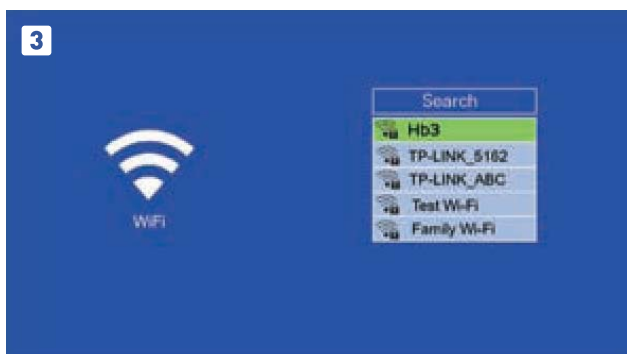 3
Search
Hb3
TP-LINK_5162
TP-LINK_ABC
Test Wi-Fi
Family Wi-Fi
WiFi